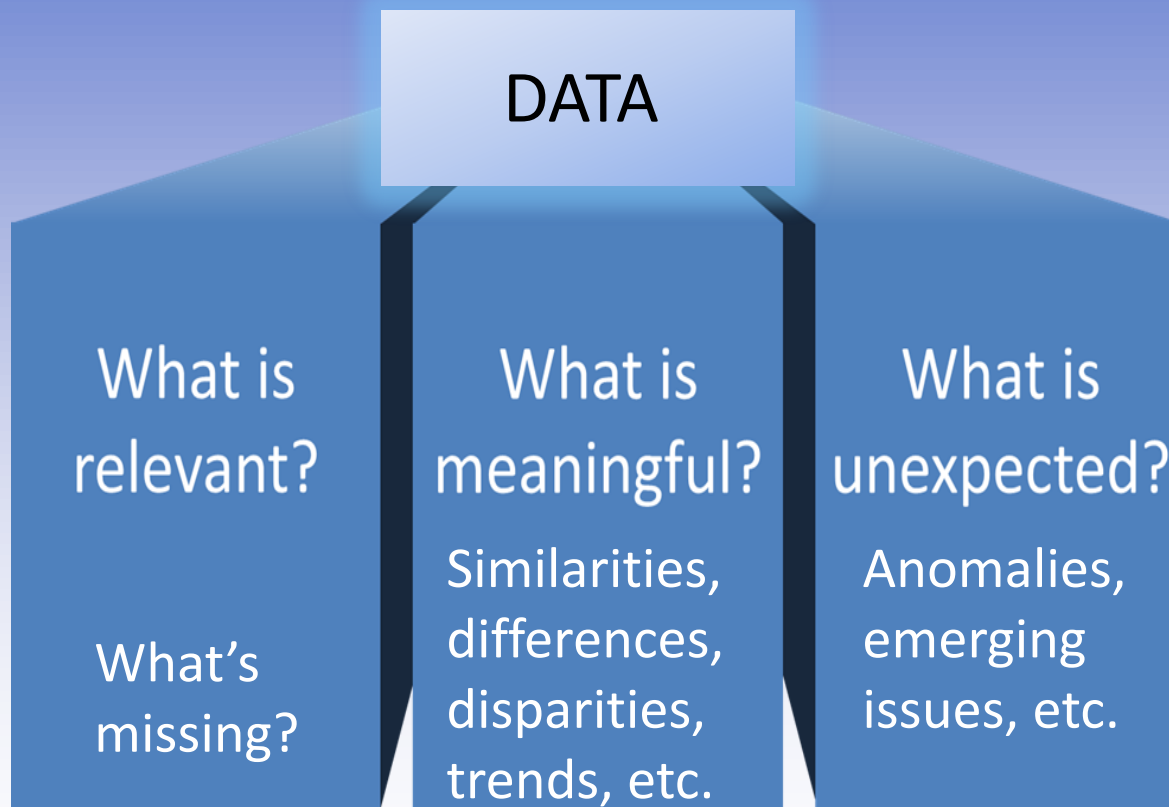 DATA
What is
relevant?
What's
missing?
What is
meaningful?
Similarities,
differences,
disparities,
trends, etc.
What is
unexpected?
Anomalies,
emerging
issues, etc.